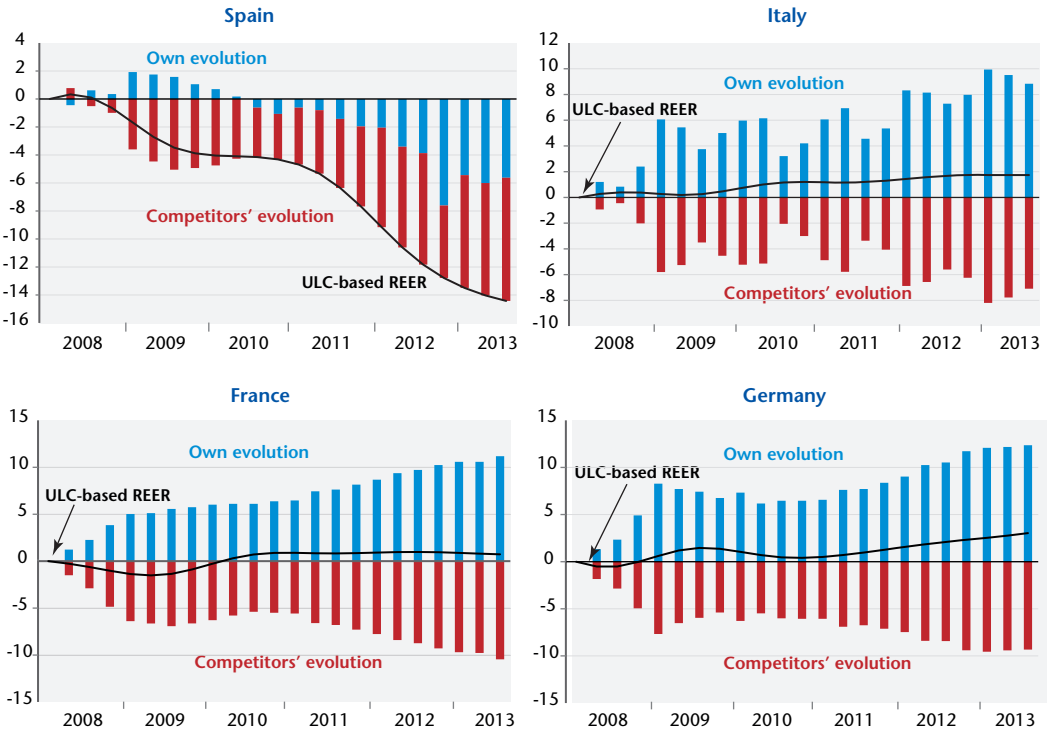 Spain
4
2
0
-2
-4
-6
-8
-10
-12
-14
-16
Own evolution
Competitors' evolution
ULC-based REER
2008 2009 2010 2011 2012 2013
Italy
12
10
8
6
4
2
0
-2
-4
-6
-8
-10
Own evolution
ULC-based REER
Competitors' evolution
2008 2009 2010 2011 2012 2013
France
15
10
5
0
-5
-10
-15
Own evolution
ULC-based REER
Competitors' evolution
2008 2009 2010 2011 2012 2013
Germany
15
10
5
0
-5
-10
-15
Own evolution
ULC-based REER
Competitors' evolution
2008 2009 2010 2011 2012 2013